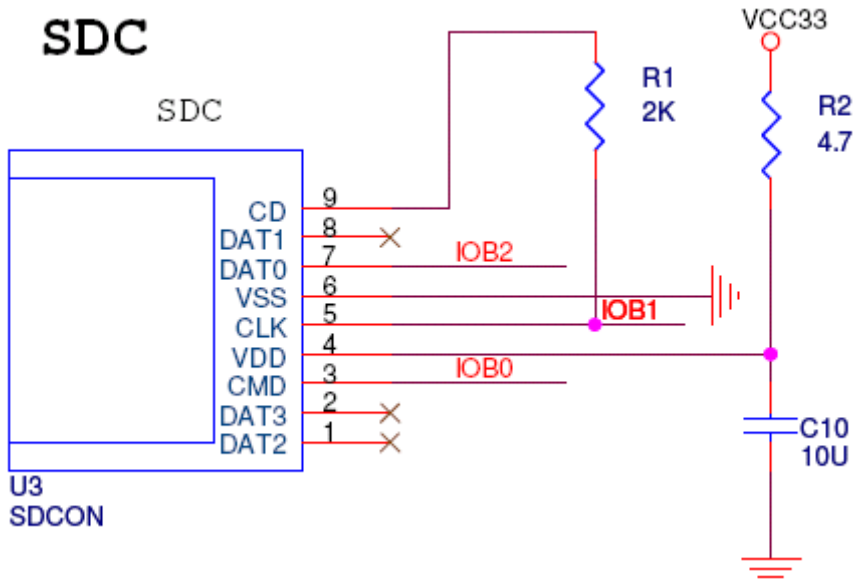 SDC
SDC
VCC33
R1
2K
R2
4.7
CD 9
DAT1 8
DAT0 7 IOB2
VSS 6
CLK 5 IOB1
VDD 4
CMD 3 IOB0
DAT3 2
DAT2 1
C10
10U
U3
SDCON